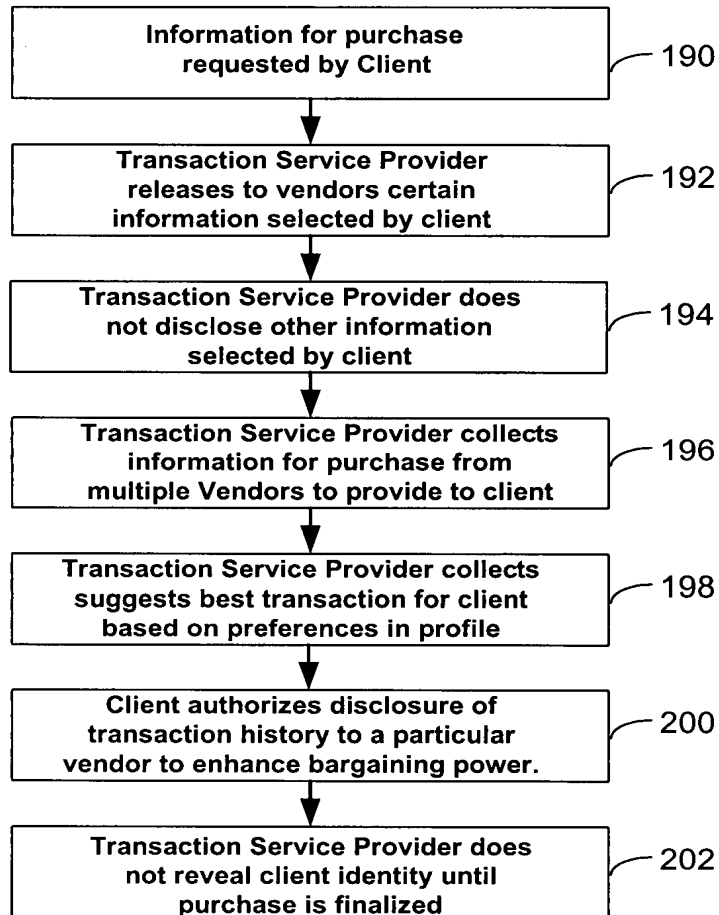 Information for purchase
requested by Client
190
Transaction Service Provider
releases to vendors certain
information selected by client
192
Transaction Service Provider does
not disclose other information
selected by client
194
Transaction Service Provider collects
information for purchase from
multiple Vendors to provide to client
196
Transaction Service Provider collects
suggests best transaction for client
based on preferences in profile
198
Client authorizes disclosure of
transaction history to a particular
vendor to enhance bargaining power.
200
Transaction Service Provider does
not reveal client identity until
purchase is finalized
202